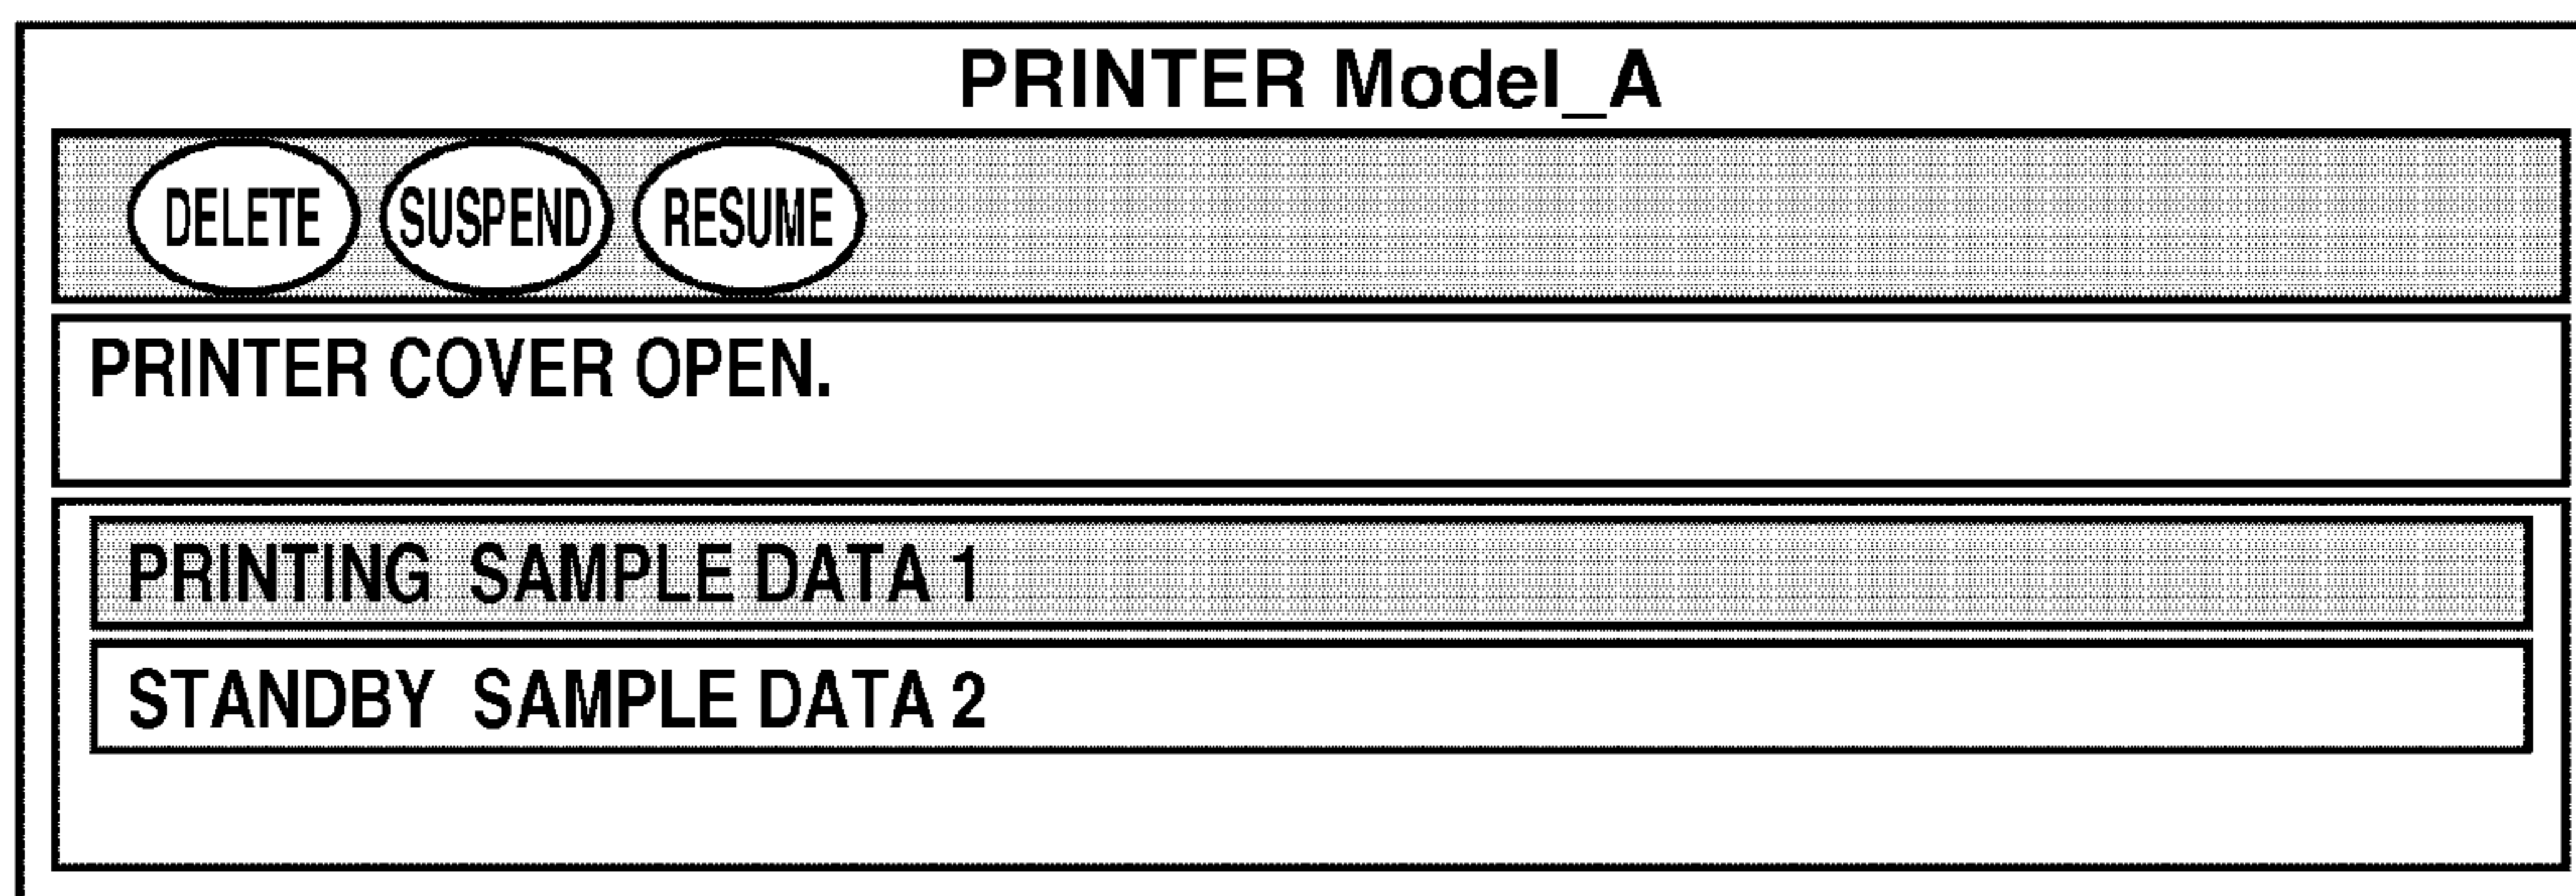 PRINTER Model_A
DELETE SUSPEND RESUME
PRINTER COVER OPEN.
PRINTING SAMPLE DATA 1
STANDBY SAMPLE DATA 2